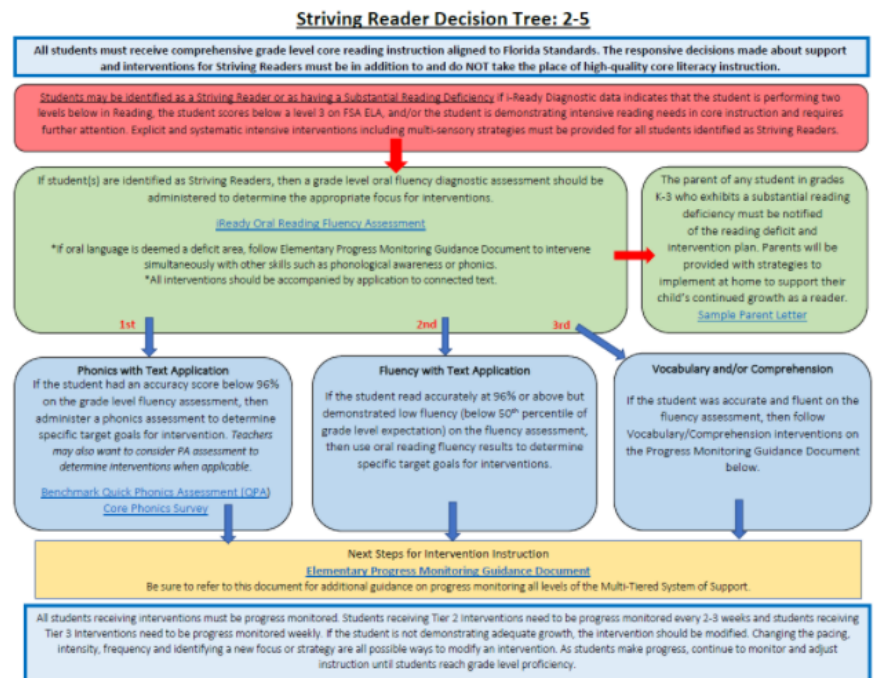 Striving Reader Decision Tree: 2-5
All students must receive comprehensive grade level core reading instruction aligned to Florida Standards. The responsive decisions made about support
and interventions for Striving Readers must be in addition to and do NOT take the place of high-quality core literacy instruction.
Students may be identified as a Striving Reader or as having a Substantial Reading Deficiency if i-Ready Diagnostic data indicates that the student is performing two
levels below in Reading, the student scores below a level 3 on FSA ELA, and/or the student is demonstrating intensive reading needs in core instruction and requires
further attention. Explicit and systematic intensive interventions including multi-sensory strategies must be provided for all students identified as Striving Readers.
If student(s) are identified as Striving Readers, then a grade level oral fluency diagnostic assessment should be
administered to determine the appropriate focus for interventions.
iReady Oral Reading Fluency Assessment
*If oral language is deemed a deficit area, follow Elementary Progress Monitoring Guidance Document to intervene
simultaneously with other skills such as phonological awareness or phonics.
*All interventions should be accompanied by application to connected text.
The parent of any student in grades
K-3 who exhibits a substantial reading
deficiency must be notified
of the reading deficit and
intervention plan. Parents will be
provided with strategies to
implement at home to support their
child's continued growth as a reader.
Sample Parent Letter
1st
2nd
3rd
Phonics with Text Application
If the student had an accuracy score below 96%
on the grade level fluency assessment, then
administer a phonics assessment to determine
specific target goals for intervention. Teachers
may also want to consider PA assessment to
determine interventions when applicable.
Benchmark Quick Phonics Assessment (QPA)
Core Phonics Survey
Fluency with Text Application
If the student read accurately at 96% or above but
demonstrated low fluency (below 50th percentile of
grade level expectation) on the fluency assessment,
then use oral reading fluency results to determine
specific target goals for interventions.
Vocabulary and/or Comprehension
If the student was accurate and fluent on the
fluency assessment, then follow
Vocabulary/Comprehension interventions on
the Progress Monitoring Guidance Document
below.
Next Steps for Intervention Instruction
Elementary Progress Monitoring Guidance Document
Be sure to refer to this document for additional guidance on progress monitoring all levels of the Multi-Tiered System of Support.
All students receiving interventions must be progress monitored. Students receiving Tier 2 Interventions need to be progress monitored every 2-3 weeks and students receiving
Tier 3 Interventions need to be progress monitored weekly. If the student is not demonstrating adequate growth, the intervention should be modified. Changing the pacing,
intensity, frequency and identifying a new focus or strategy are all possible ways to modify an intervention. As students make progress, continue to monitor and adjust
instruction until students reach grade level proficiency.